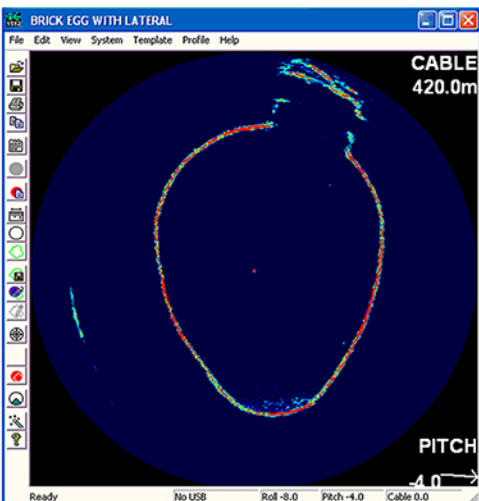 BRICK EGG WITH LATERAL
File Edit View System Template Profile Help
CABLE
420.0m
PITCH
-4.0
Ready No USB Roll -8.0 Pitch -4.0 Cable 0.0